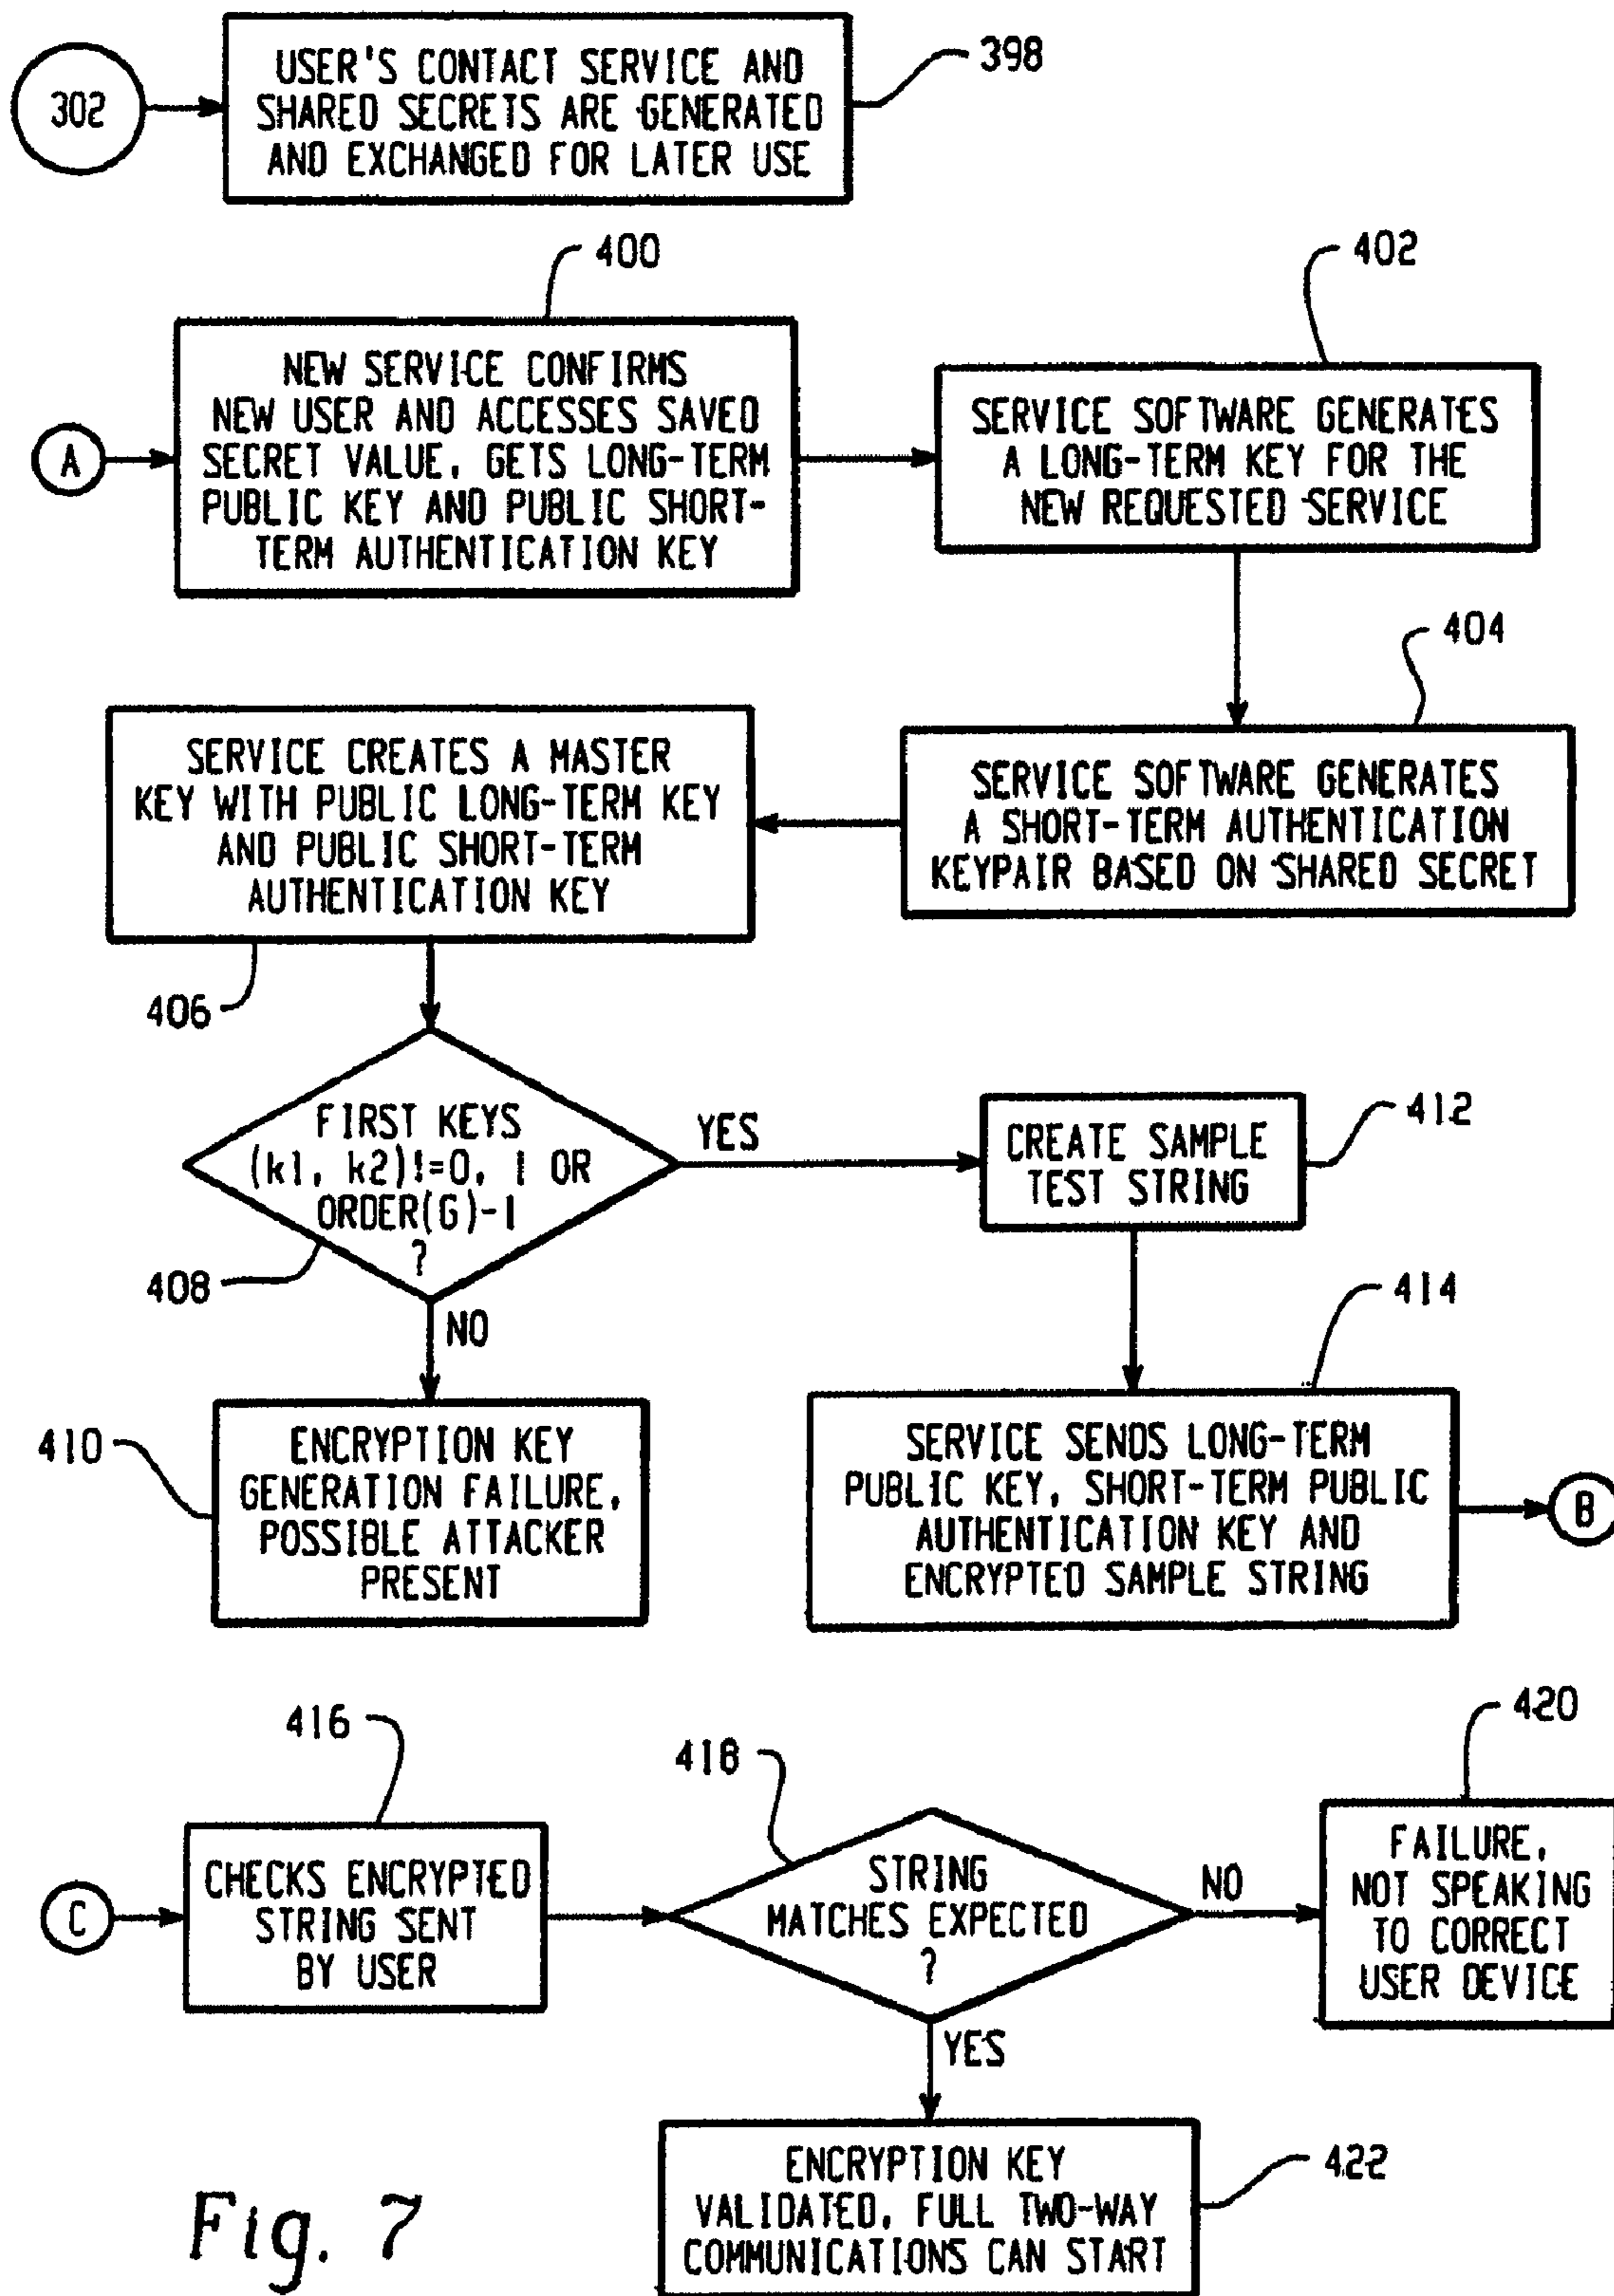 302
USER'S CONTACT SERVICE AND
SHARED SECRETS ARE GENERATED
AND EXCHANGED FOR LATER USE
398
400
402
A
NEW SERVICE CONFIRMS
NEW USER AND ACCESSES SAVED
SECRET VALUE, GETS LONG-TERM
PUBLIC KEY AND PUBLIC SHORT-
TERM AUTHENTICATION KEY
SERVICE SOFTWARE GENERATES
A LONG-TERM KEY FOR THE
NEW REQUESTED SERVICE
404
SERVICE SOFTWARE GENERATES
A SHORT-TERM AUTHENTICATION
KEYPAIR BASED ON SHARED SECRET
SERVICE CREATES A MASTER
KEY WITH PUBLIC LONG-TERM KEY
AND PUBLIC SHORT-TERM
AUTHENTICATION KEY
406
FIRST KEYS
(k1, k2)!=0, 1 OR
ORDER(G)-1
?
408
YES
NO
CREATE SAMPLE
TEST STRING
412
410
ENCRYPTION KEY
GENERATION FAILURE,
POSSIBLE ATTACKER
PRESENT
414
SERVICE SENDS LONG-TERM
PUBLIC KEY, SHORT-TERM PUBLIC
AUTHENTICATION KEY AND
ENCRYPTED SAMPLE STRING
B
416
C
CHECKS ENCRYPTED
STRING SENT
BY USER
418
STRING
MATCHES EXPECTED
?
NO
420
FAILURE,
NOT SPEAKING
TO CORRECT
USER DEVICE
YES
ENCRYPTION KEY
VALIDATED, FULL TWO-WAY
COMMUNICATIONS CAN START
422
Fig. 7